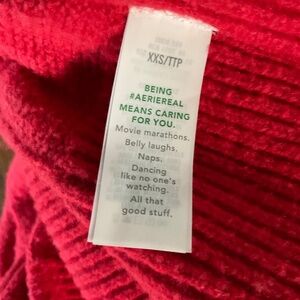 XXS/TTP
BEING
#AERIEREAL
MEANS CARING
FOR YOU.
Movie marathons.
Belly laughs.
Naps.
Dancing
like no one's
watching.
All that
good stuff.